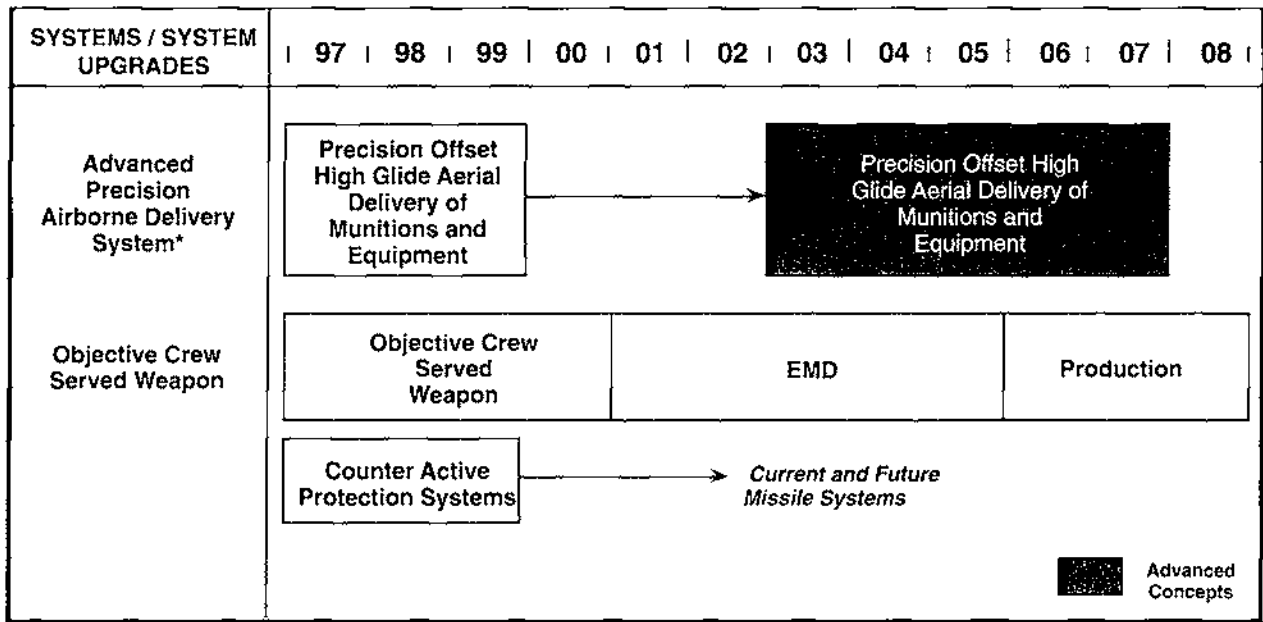 SYSTEMS / SYSTEM
UPGRADES
97 98 99 00 01 02 03 04 05 06 07 08
Advanced
Precision
Airborne Delivery
System*
Precision Offset
High Glide Aerial
Delivery of
Munitions and
Equipment
Precision Offset High
Glide Aerial Delivery of
Munitions and
Equipment
Objective Crew
Served Weapon
Objective Crew
Served
Weapon
EMD
Production
Counter Active
Protection Systems
Current and Future
Missile Systems
Advanced
Concepts